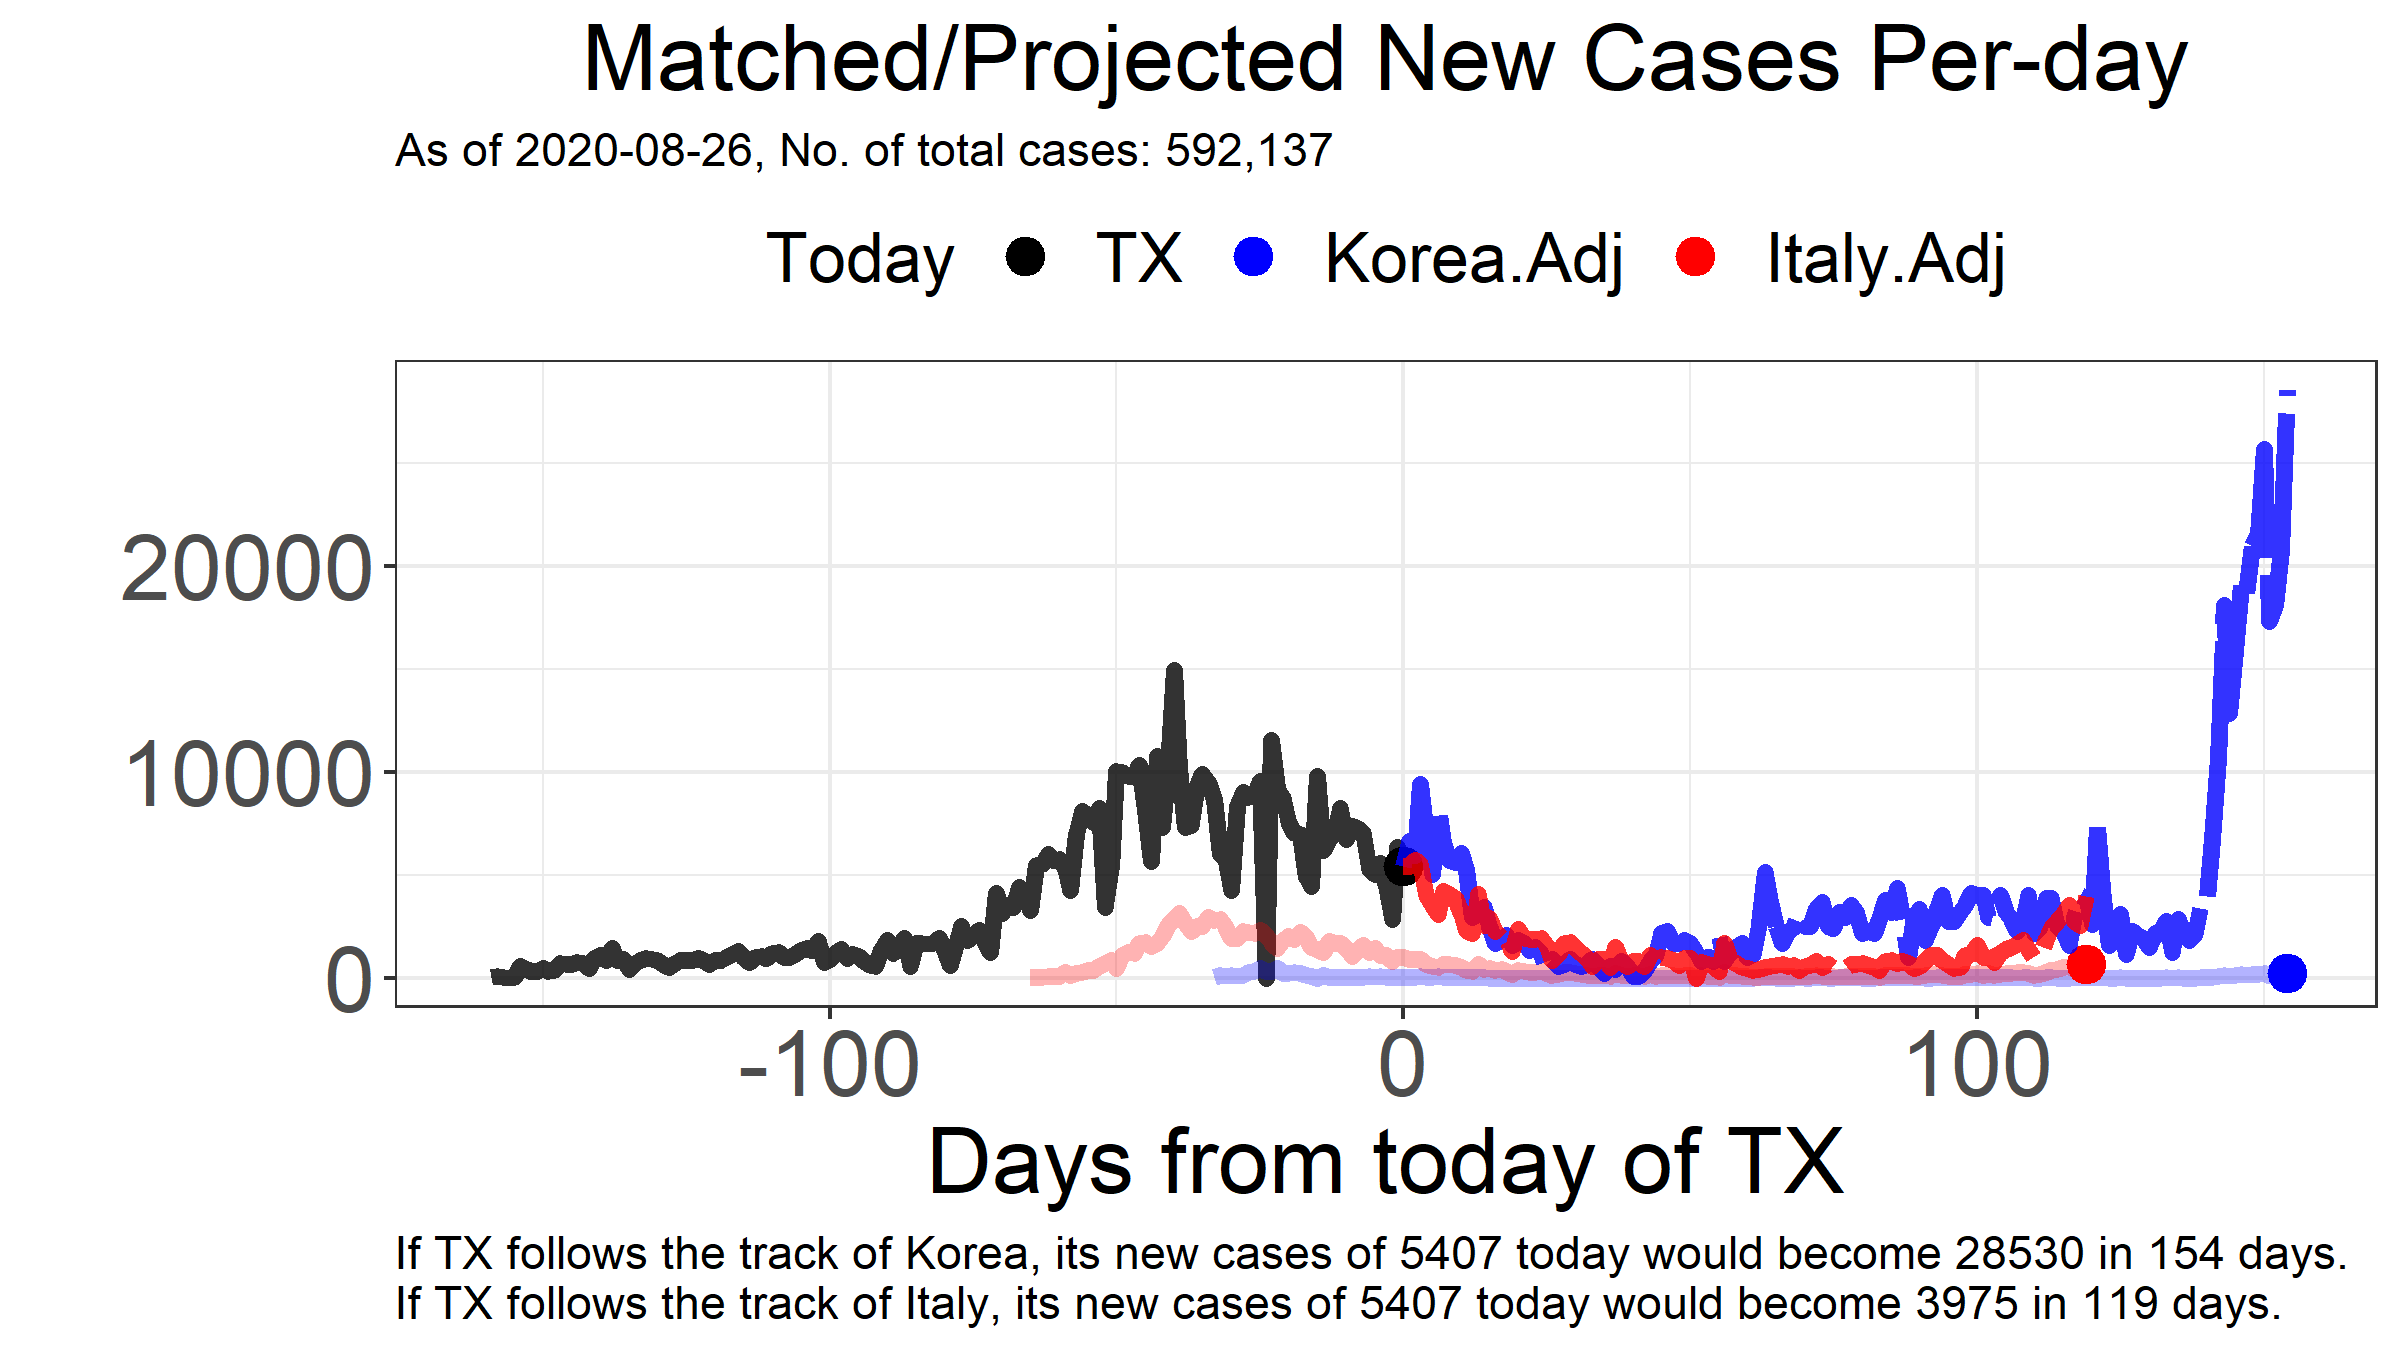 Matched/Projected New Cases Per-day
As of 2020-08-26, No. of total cases: 592,137
Today TX Korea.Adj Italy.Adj
20000
10000
0
-100 0 100
Days from today of TX
If TX follows the track of Korea, its new cases of 5407 today would become 28530 in 154 days.
If TX follows the track of Italy, its new cases of 5407 today would become 3975 in 119 days.